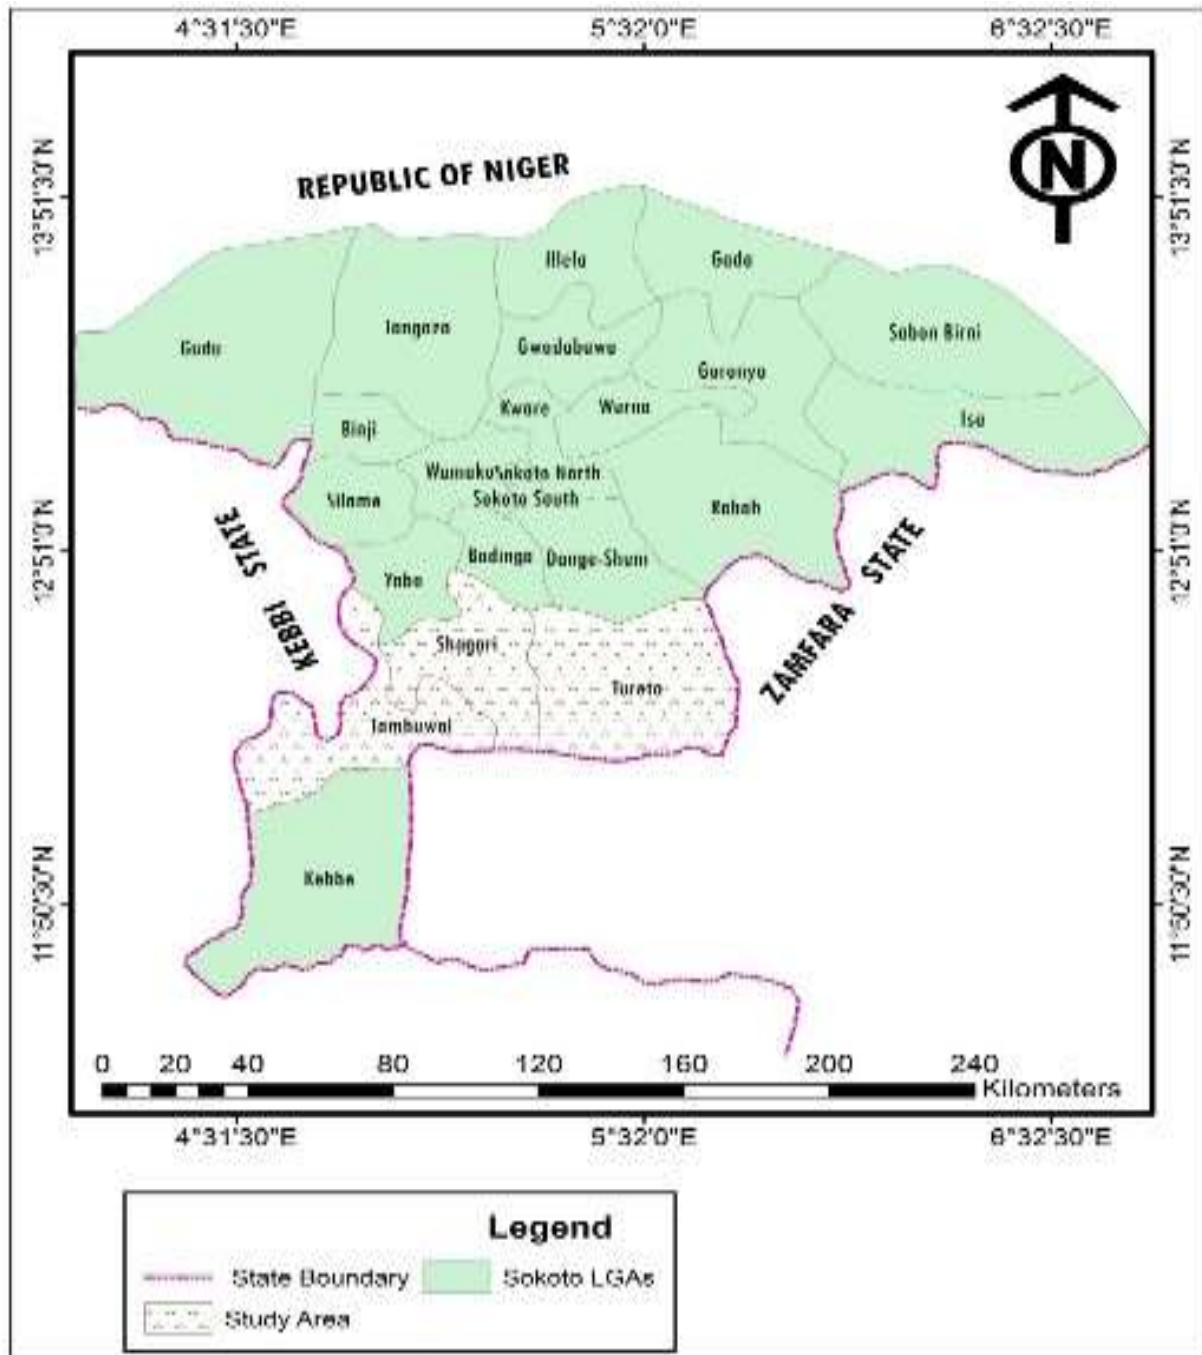 4°31'30"E 5°32'0"E 6°32'30"E
13°51'30"N
13°51'30"N
N
REPUBLIC OF NIGER
Illela
Gada
Gudu
Tangaza
Gwadabawa
Sabon Birni
Goronyo
Kware
Wurno
Isa
Binji
Sokoto North
Silame
Sokoto South
Rabah
12°51'0"N
12°51'0"N
KEBBI STATE
Yabo
Bodinga
Dange-Shuni
ZAMFARA STATE
Shagari
Tureta
Tambuwal
Kebbe
11°50'30"N
11°50'30"N
0 20 40 80 120 160 200 240
Kilometers
4°31'30"E 5°32'0"E 6°32'30"E
Legend
State Boundary
Sokoto LGAs
Study Area